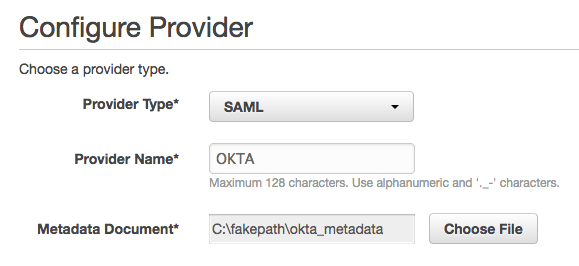 Configure Provider
Choose a provider type.
Provider Type* SAML
Provider Name* OKTA
Maximum 128 characters. Use alphanumeric and '._-' characters.
Metadata Document* C:\fakepath\okta_metadata Choose File